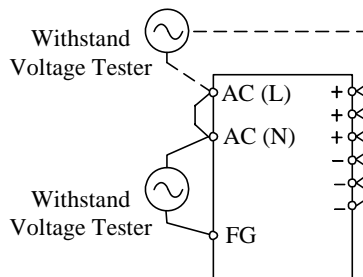 Withstand
Voltage Tester
AC (L)
+
+
AC (N)
+
−
Withstand
Voltage Tester
−
−
FG